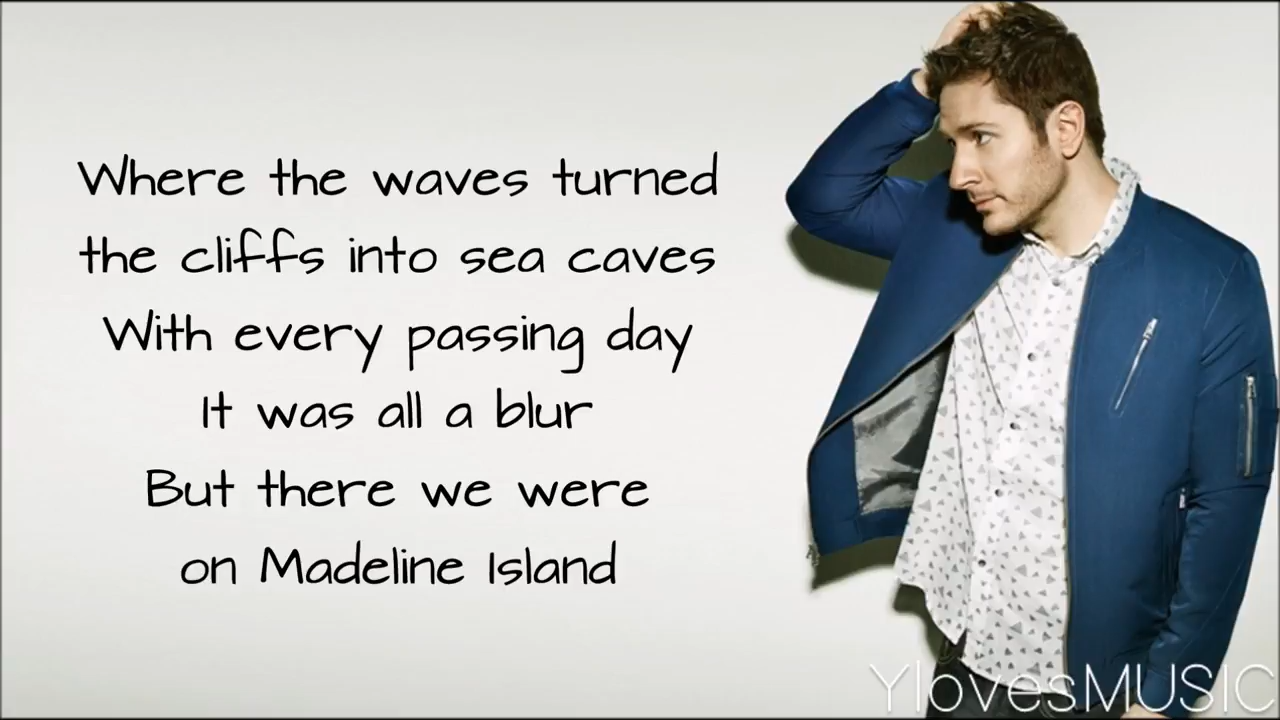 Where the waves turned
the cliffs into sea caves
With every passing day
It was all a blur
But there we were
on Madeline Island
YlovesMUSIC